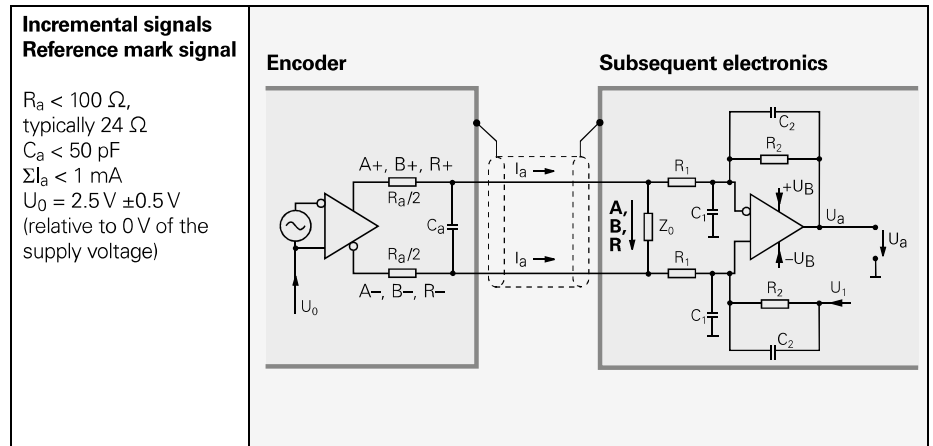 Incremental signals
Reference mark signal
Rₐ < 100 Ω,
typically 24 Ω
Cₐ < 50 pF
ΣIₐ < 1 mA
U₀ = 2.5 V ±0.5 V
(relative to 0 V of the
supply voltage)
Encoder
Subsequent electronics
A+, B+, R+
Rₐ/2
Cₐ
Rₐ/2
A–, B–, R–
U₀
Iₐ
Iₐ
A,
B,
R
Z₀
R₁
C₁
R₁
C₁
C₂
R₂
+UB
Uₐ
–UB
Uₐ
R₂
U₁
C₂